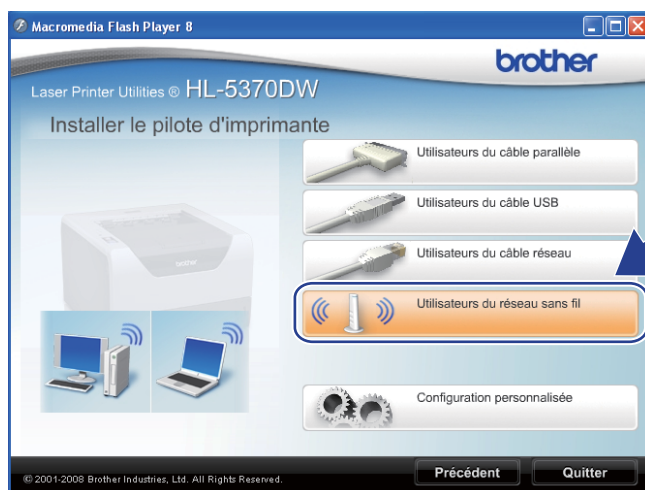 Macromedia Flash Player 8
brother
Laser Printer Utilities ® HL-5370DW
Installer le pilote d'imprimante
Utilisateurs du câble parallèle
Utilisateurs du câble USB
Utilisateurs du câble réseau
Utilisateurs du réseau sans fil
Configuration personnalisée
© 2001-2008 Brother Industries, Ltd. All Rights Reserved.
Précédent
Quitter